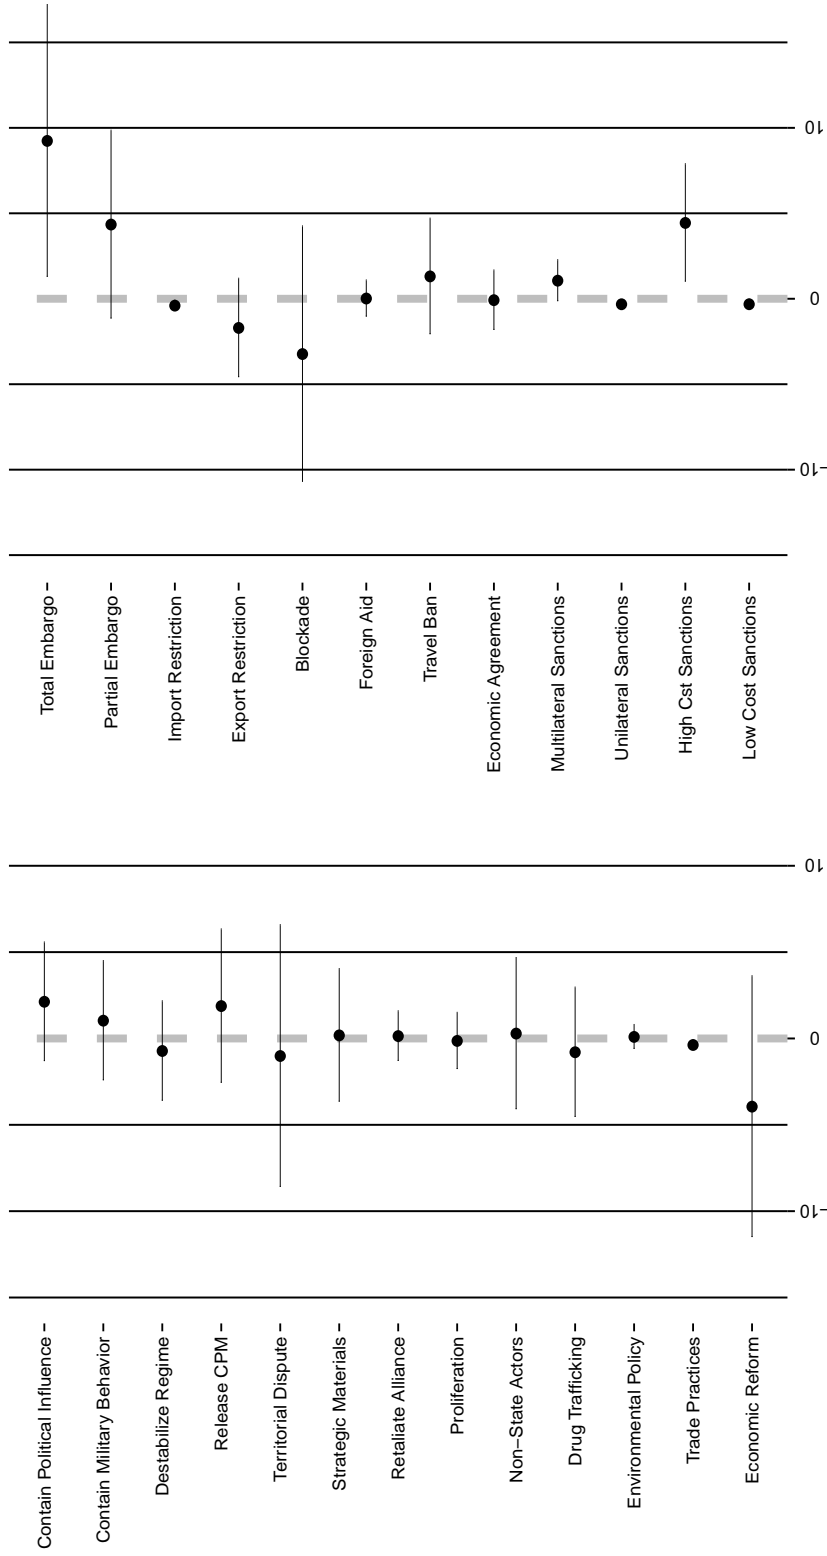 10
0
−10
Total Embargo
Partial Embargo
Import Restriction
Export Restriction
Blockade
Foreign Aid
Travel Ban
Economic Agreement
Multilateral Sanctions
Unilateral Sanctions
High Cst Sanctions
Low Cost Sanctions
10
0
−10
Contain Political Influence
Contain Military Behavior
Destabilize Regime
Release CPM
Territorial Dispute
Strategic Materials
Retaliate Alliance
Proliferation
Non−State Actors
Drug Trafficking
Environmental Policy
Trade Practices
Economic Reform